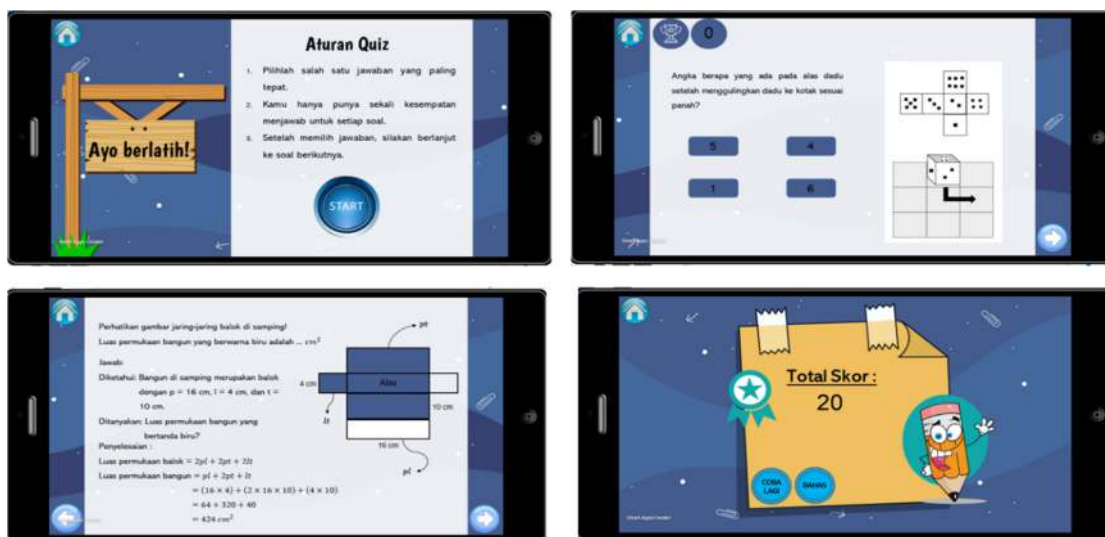 Ayo berlatih!
Aturan Quiz
1. Pilihlah salah satu jawaban yang paling
tepat.
2. Kamu hanya punya sekali kesempatan
menjawab untuk setiap soal.
3. Setelah memilih jawaban, silakan berlanjut
ke soal berikutnya.
START
0
Angka berapa yang ada pada alas dadu
setelah menggulingkan dadu ke kotak sesuai
panah?
5
4
1
6
Perhatikan gambar jaring-jaring balok di samping!
Luas permukaan bangun yang berwarna biru adalah ... cm²
Jawab:
Diketahui: Bangun di samping merupakan balok
dengan p = 16 cm, l = 4 cm, dan t =
10 cm.
Ditanyakan: Luas permukaan bangun yang
bertanda biru?
Penyelesaian :
Luas permukaan balok = 2pl + 2pt + 2lt
Luas permukaan bangun = pl + 2pt + lt
= (16 × 4) + (2 × 16 × 10) + (4 × 10)
= 64 + 320 + 40
= 424 cm²
pt
4 cm
Alas
lt
10 cm
16 cm
pl
Total Skor :
20
COBA
LAGI
BAHAS
Smart Apps Creator